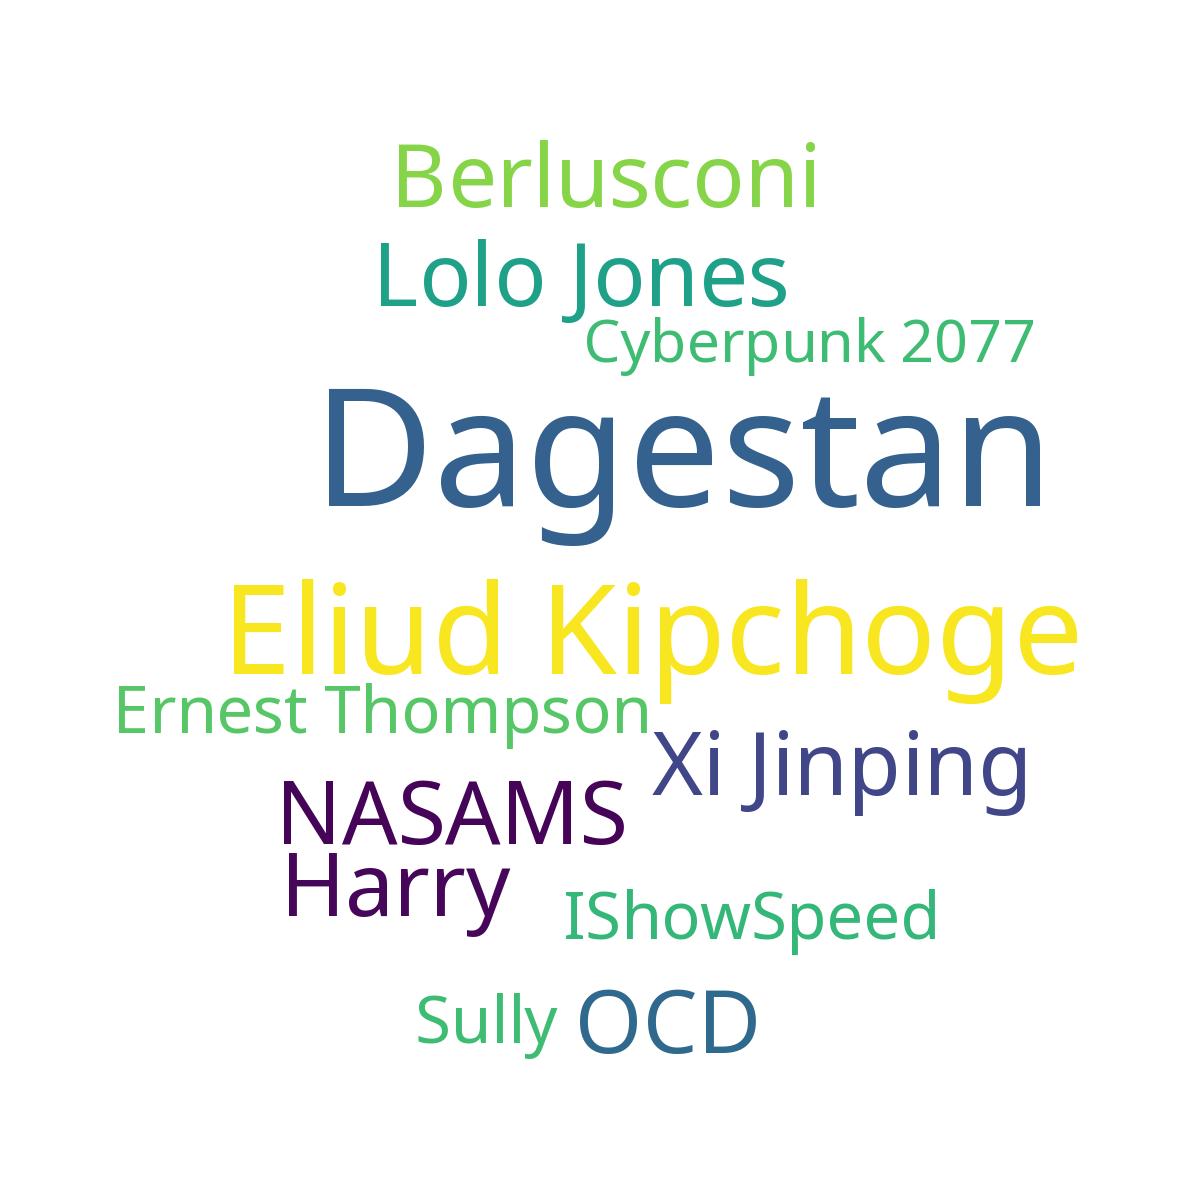 Berlusconi
Lolo Jones
Cyberpunk 2077
Dagestan
Eliud Kipchoge
Ernest Thompson
Xi Jinping
NASAMS
Harry
IShowSpeed
Sully
OCD